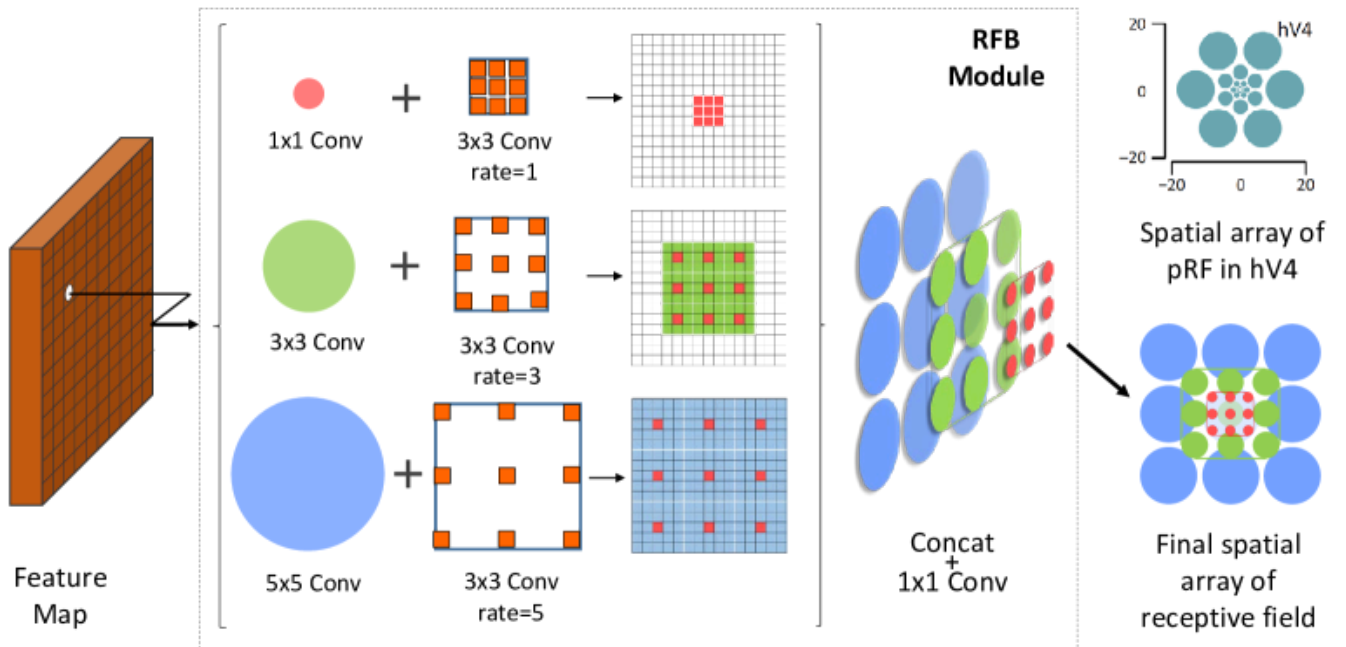 Feature
Map
1x1 Conv
+
3x3 Conv
rate=1
3x3 Conv
+
3x3 Conv
rate=3
5x5 Conv
+
3x3 Conv
rate=5
RFB
Module
Concat
+
1x1 Conv
20
0
−20
hV4
−20
0
20
Spatial array of
pRF in hV4
Final spatial
array of
receptive field